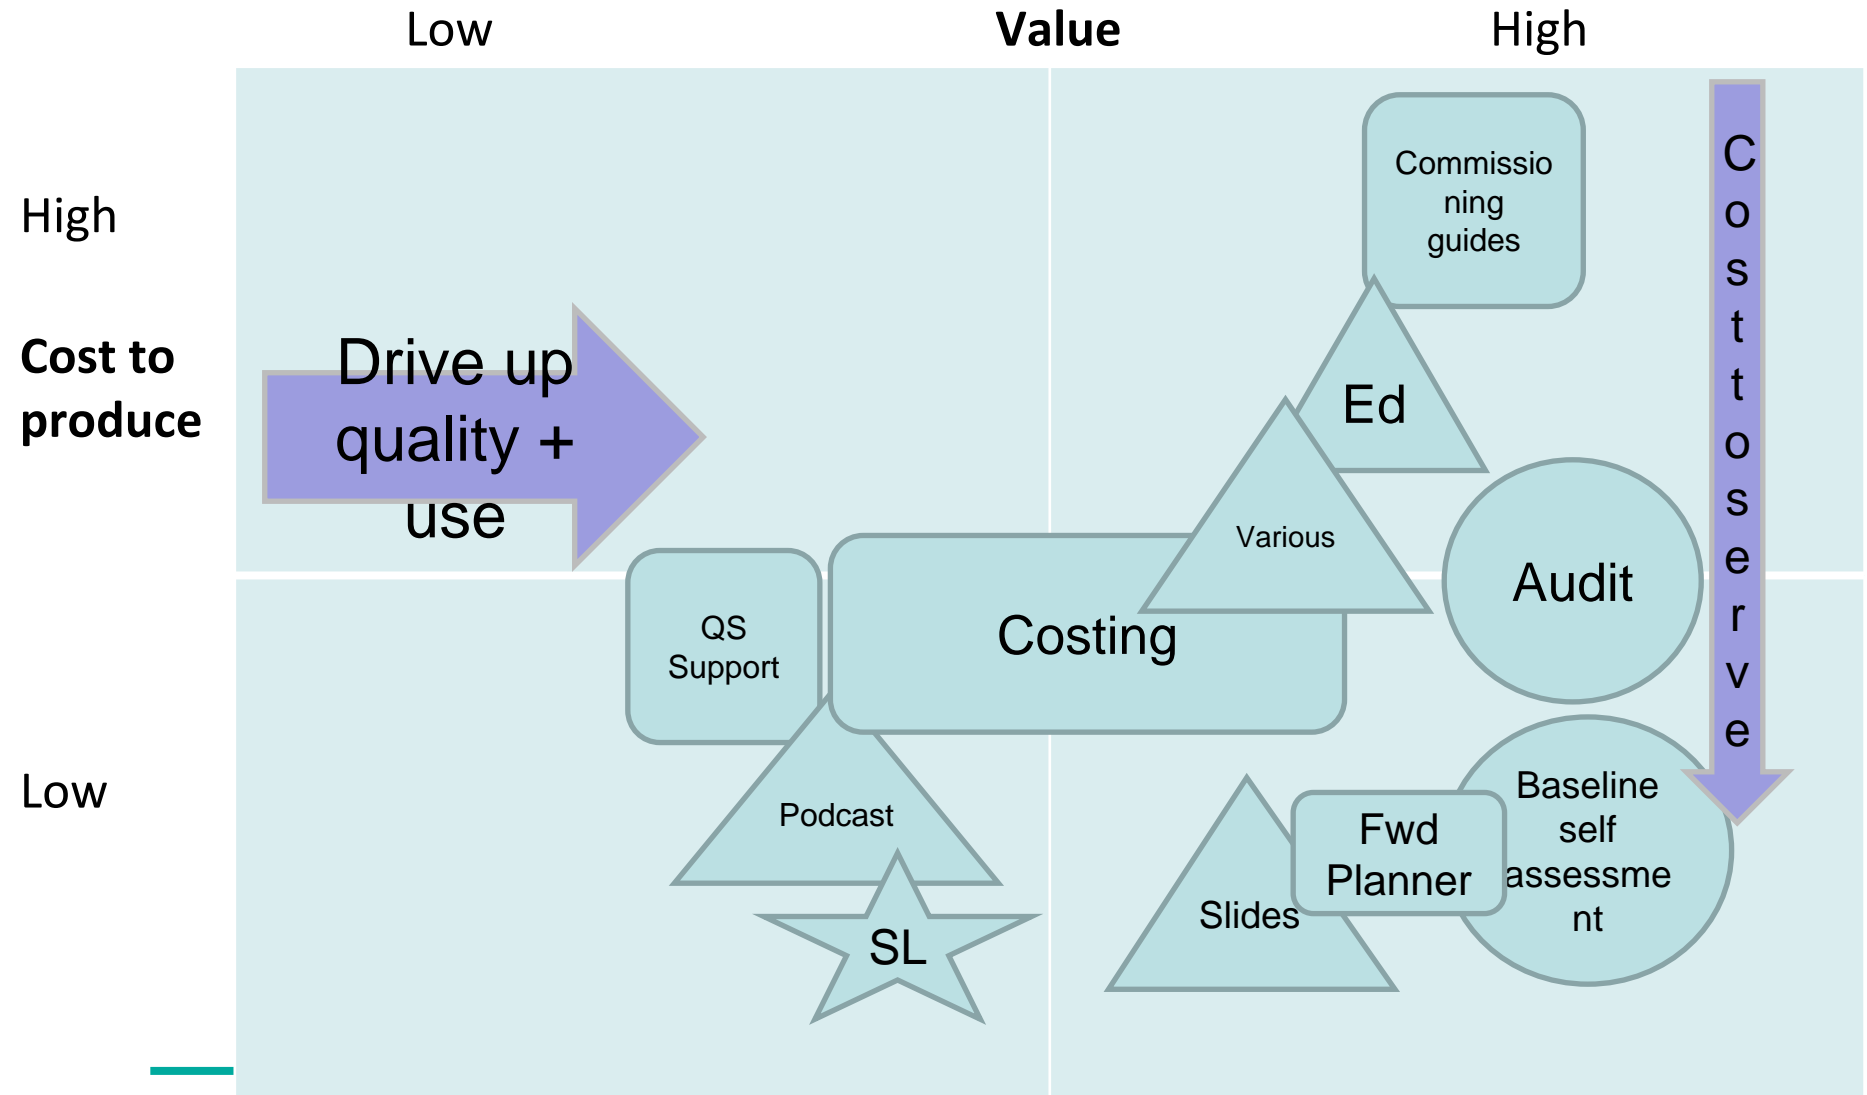 Low
Value
High
High
Cost to
produce
Low
Drive up
quality +
use
Commissio
ning
guides
Ed
Various
Costing
QS
Support
Podcast
SL
Audit
Slides
Fwd
Planner
Baseline
self
assessme
nt
C
o
s
t
t
o
s
e
r
v
e